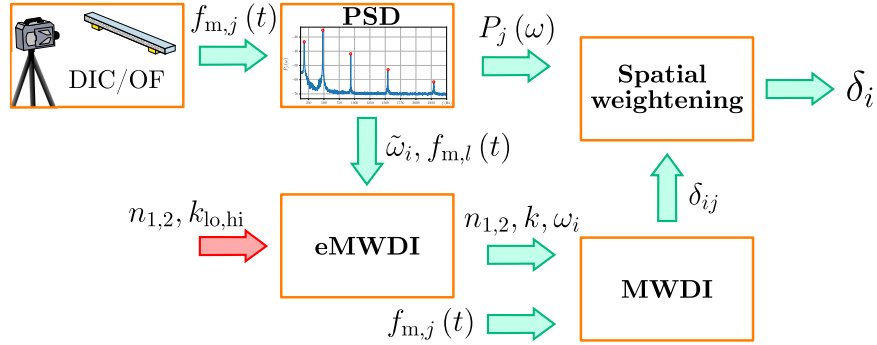 f_{m,j}(t)
PSD
P_j(ω)
DIC/OF
Spatial
weightening
δ_i
ω̃_i, f_{m,l}(t)
n_{1,2}, k_{lo,hi}
eMWDI
n_{1,2}, k, ω_i
δ_{ij}
MWDI
f_{m,j}(t)